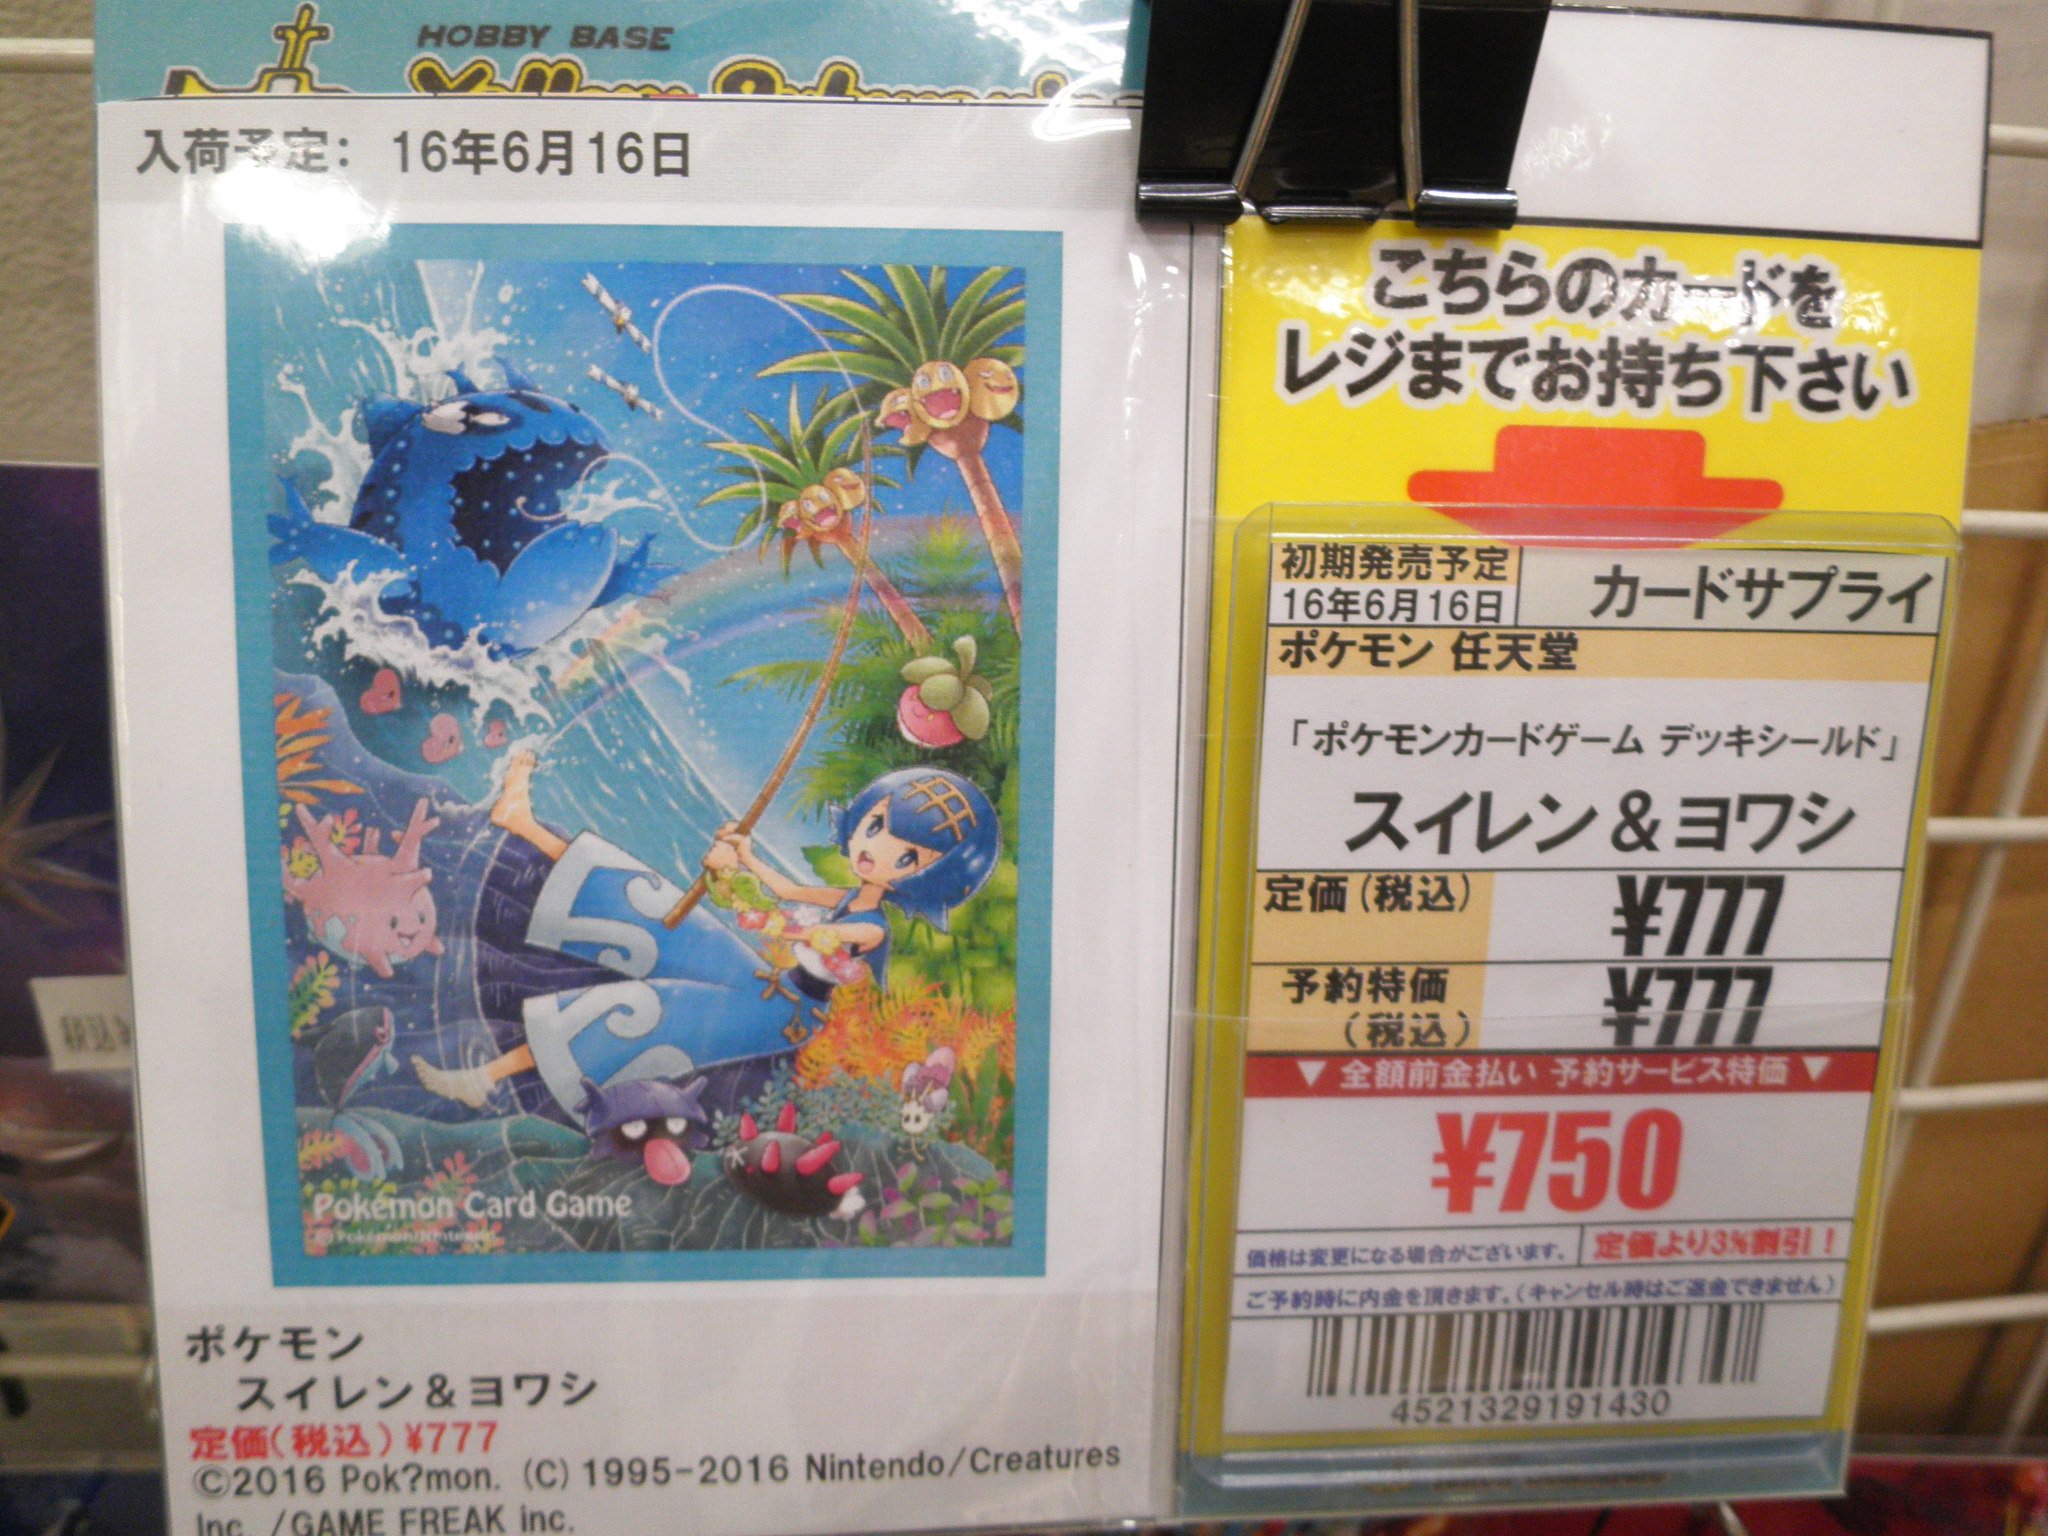 HOBBY BASE
入荷予定: 16年6月16日
Pokémon Card Game
ポケモン
スイレン＆ヨワシ
定価(税込)¥777
©2016 Pok?mon. (C) 1995-2016 Nintendo/Creatures
Inc. /GAME FREAK inc.
こちらのカードを
レジまでお持ち下さい
初期発売予定
16年6月16日
カードサプライ
ポケモン 任天堂
「ポケモンカードゲーム デッキシールド」
スイレン＆ヨワシ
定価(税込) ¥777
予約特価 ¥777
(税込)
▼ 全額前金払い 予約サービス特価 ▼
¥750
価格は変更になる場合がございます。
定価より3%割引！
ご予約時に内金を頂きます。(キャンセル時はご返金できません)
4521329191430